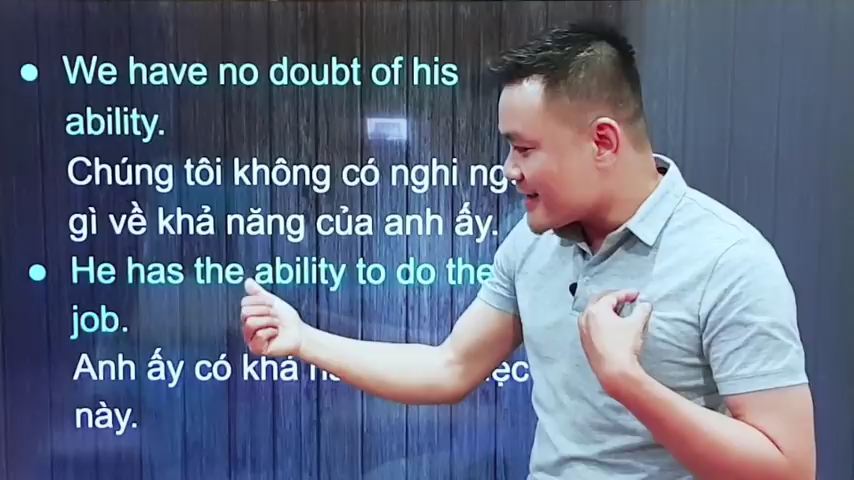 • We have no doubt of his
ability.
Chúng tôi không có nghi
gì về khả năng của anh ấy.
• He has the ability to do the
job.
Anh ấy có khả
này.